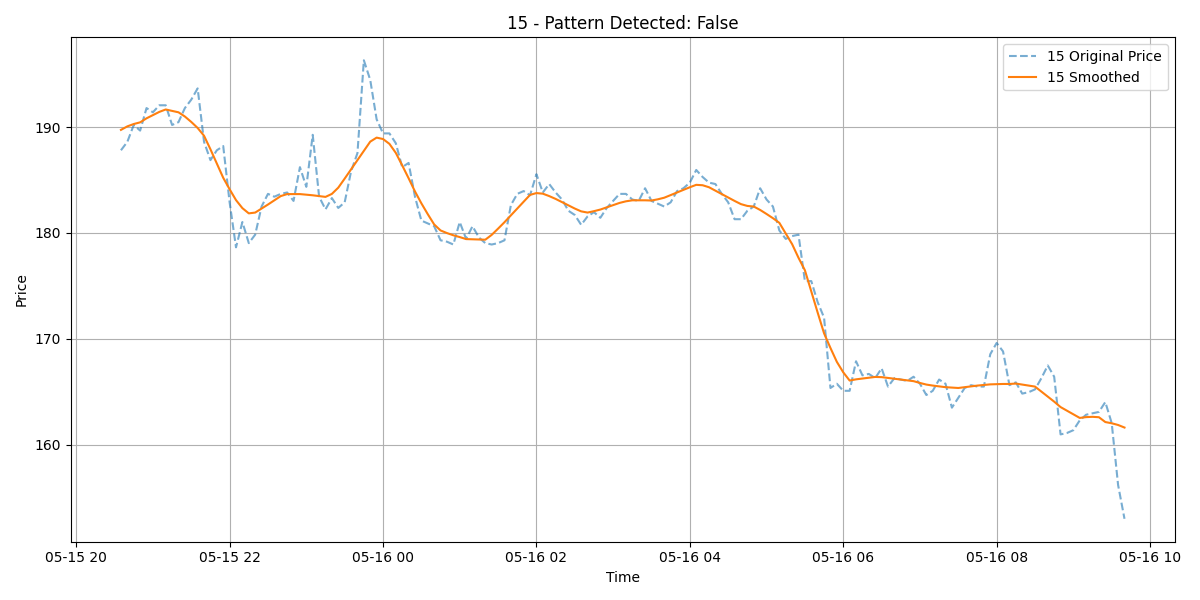 15 - Pattern Detected: False
15 Original Price
15 Smoothed
Price
190
180
170
160
05-15 20
05-15 22
05-16 00
05-16 02
05-16 04
05-16 06
05-16 08
05-16 10
Time